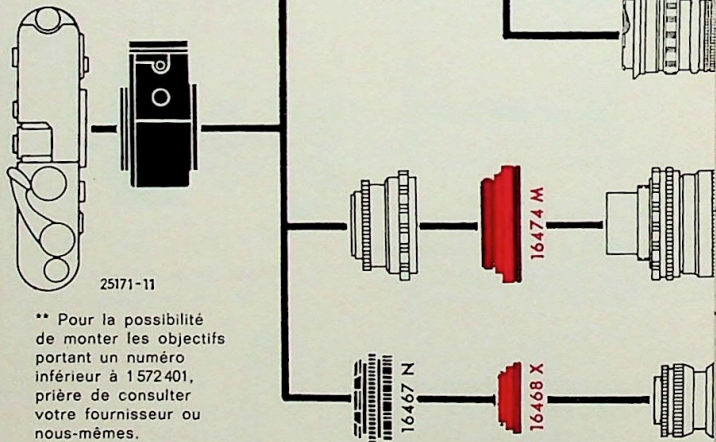 25171-11
** Pour la possibilité
de monter les objectifs
portant un numéro
inférieur à 1 572 401,
prière de consulter
votre fournisseur ou
nous-mêmes.
16474 M
16467 N
16468 X